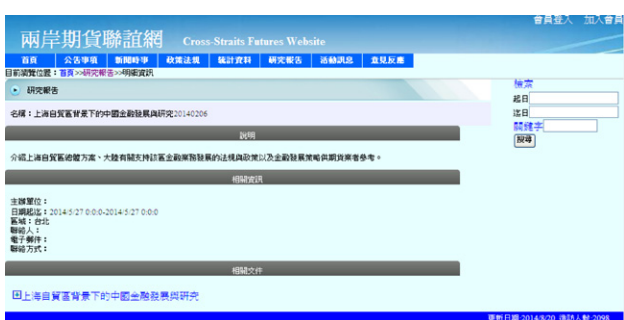 會員登入 加入會員
兩岸期貨聯誼網 Cross-Straits Futures Website
首頁 公告事項 新聞時事 政策法規 統計資料 研究報告 活動訊息 意見反應
目前瀏覽位置：首頁>>研究報告>>明細資訊
研究報告
名稱：上海自貿區背景下的中國金融發展與研究20140206
說明
介紹上海自貿區總體方案、大陸有關支持該區金融業務發展的法規與政策以及金融發展策略供期貨業者參考。
相關資訊
主辦單位：
日期起迄：2014/5/27 0:0:0-2014/5/27 0:0:0
區域：台北
聯絡人：
電子郵件：
聯絡方式：
相關文件
上海自貿區背景下的中國金融發展與研究
檢索
起日
迄日
關鍵字
搜尋
更新日期:2014/8/20 造訪人數:2098